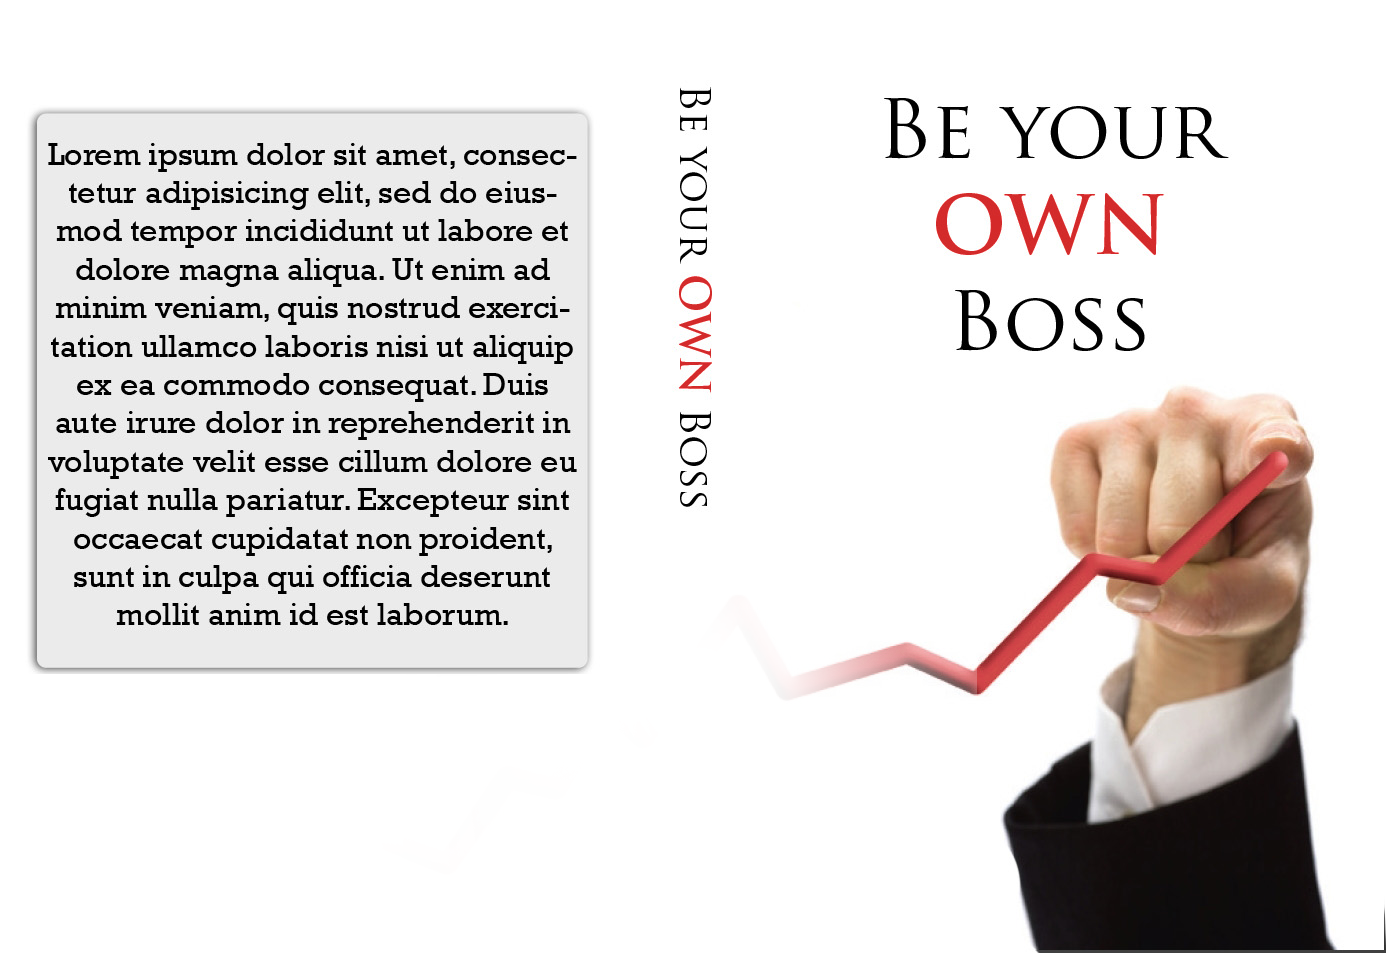 Lorem ipsum dolor sit amet, consec-
tetur adipisicing elit, sed do eius-
mod tempor incididunt ut labore et
dolore magna aliqua. Ut enim ad
minim veniam, quis nostrud exerci-
tation ullamco laboris nisi ut aliquip
ex ea commodo consequat. Duis
aute irure dolor in reprehenderit in
voluptate velit esse cillum dolore eu
fugiat nulla pariatur. Excepteur sint
occaecat cupidatat non proident,
sunt in culpa qui officia deserunt
mollit anim id est laborum.
Be your own Boss
Be your
own
Boss